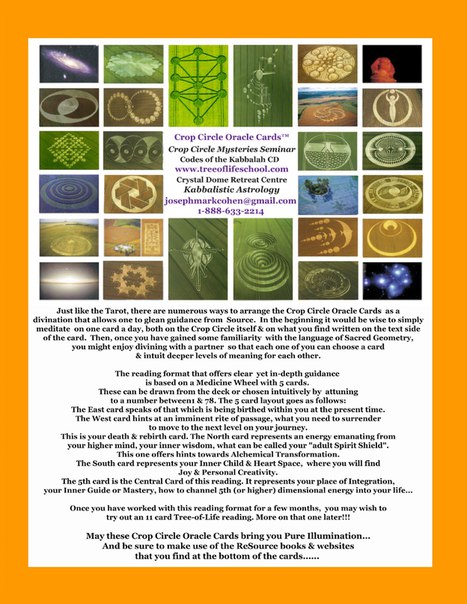 Crop Circle Oracle Cards™
Crop Circle Mysteries Seminar
Codes of the Kabbalah CD
www.treeoflifeschool.com
Crystal Dome Retreat Centre
Kabbalistic Astrology
josephmarkcohen@gmail.com
1-888-633-2214
Just like the Tarot, there are numerous ways to arrange the Crop Circle Oracle Cards as a
divination that allows one to glean guidance from Source. In the beginning it would be wise to simply
meditate on one card a day, both on the Crop Circle itself & on what you find written on the text side
of the card. Then, once you have gained some familiarity with the language of Sacred Geometry,
you might enjoy divining with a partner so that each one of you can choose a card
& intuit deeper levels of meaning for each other.
The reading format that offers clear yet in-depth guidance
is based on a Medicine Wheel with 5 cards.
These can be drawn from the deck or chosen intuitively by attuning
to a number between1 & 78. The 5 card layout goes as follows:
The East card speaks of that which is being birthed within you at the present time.
The West card hints at an imminent rite of passage, what you need to surrender
to move to the next level on your journey.
This is your death & rebirth card. The North card represents an energy emanating from
your higher mind, your inner wisdom, what can be called your "adult Spirit Shield".
This one offers hints towards Alchemical Transformation.
The South card represents your Inner Child & Heart Space, where you will find
Joy & Personal Creativity.
The 5th card is the Central Card of this reading. It represents your place of Integration,
your Inner Guide or Mastery, how to channel 5th (or higher) dimensional energy into your life...
Once you have worked with this reading format for a few months, you may wish to
try out an 11 card Tree-of-Life reading. More on that one later!!!
May these Crop Circle Oracle Cards bring you Pure Illumination...
And be sure to make use of the ReSource books & websites
that you find at the bottom of the cards......